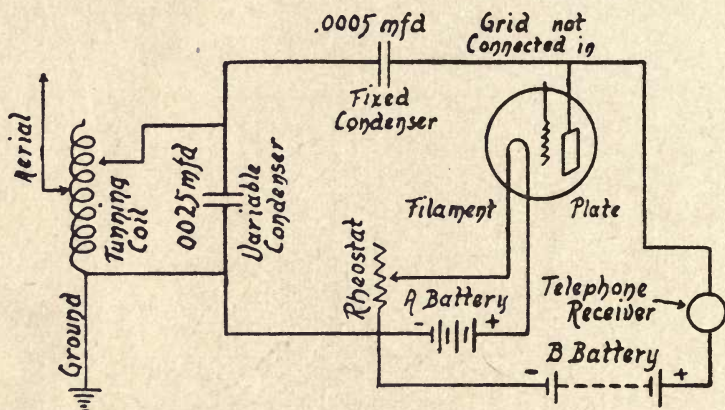 .0005 mfd
Grid not
Connected in
Fixed
Condenser
Aerial
Tunning
Coil
.0025 mfd
Variable
Condenser
Filament
Plate
Rheostat
A Battery
- +
Telephone
Receiver
Ground
B Battery
- +